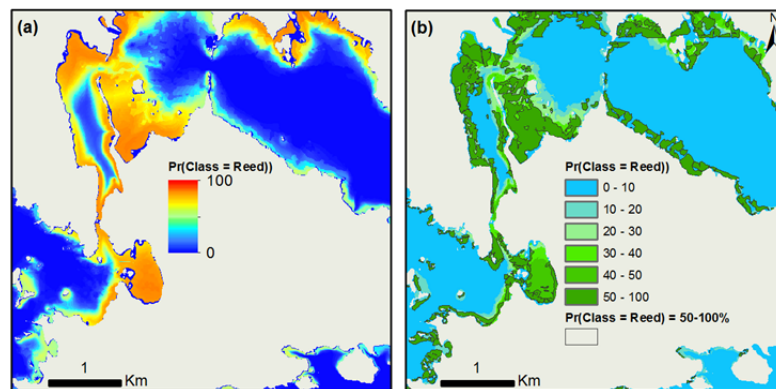 (a)
Pr(Class = Reed))
100
0
1
Km
(b)
N
Pr(Class = Reed))
0 - 10
10 - 20
20 - 30
30 - 40
40 - 50
50 - 100
Pr(Class = Reed) = 50-100%
1
Km